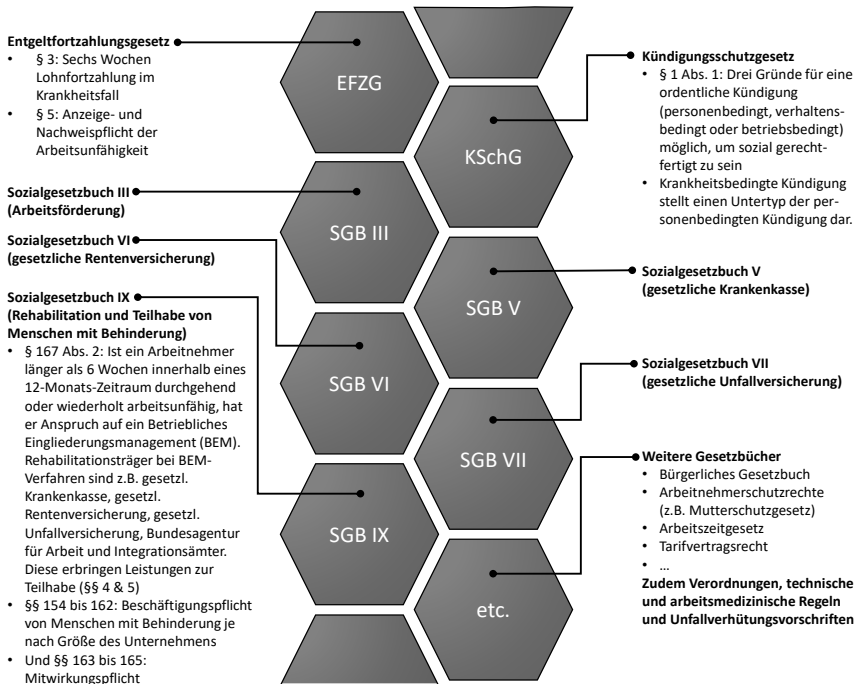 Entgeltfortzahlungsgesetz
• § 3: Sechs Wochen
Lohnfortzahlung im
Krankheitsfall
• § 5: Anzeige- und
Nachweispflicht der
Arbeitsunfähigkeit
Sozialgesetzbuch III
(Arbeitsförderung)
Sozialgesetzbuch VI
(gesetzliche Rentenversicherung)
Sozialgesetzbuch IX
(Rehabilitation und Teilhabe von
Menschen mit Behinderung)
• § 167 Abs. 2: Ist ein Arbeitnehmer
länger als 6 Wochen innerhalb eines
12-Monats-Zeitraum durchgehend
oder wiederholt arbeitsunfähig, hat
er Anspruch auf ein Betriebliches
Eingliederungsmanagement (BEM).
Rehabilitationsträger bei BEM-
Verfahren sind z.B. gesetzl.
Krankenkasse, gesetzl.
Rentenversicherung, gesetzl.
Unfallversicherung, Bundesagentur
für Arbeit und Integrationsämter.
Diese erbringen Leistungen zur
Teilhabe (§§ 4 & 5)
• §§ 154 bis 162: Beschäftigungspflicht
von Menschen mit Behinderung je
nach Größe des Unternehmens
• Und §§ 163 bis 165:
Mitwirkungspflicht
EFZG
KSchG
SGB III
SGB V
SGB VI
SGB VII
SGB IX
etc.
Kündigungsschutzgesetz
• § 1 Abs. 1: Drei Gründe für eine
ordentliche Kündigung
(personenbedingt, verhaltens-
bedingt oder betriebsbedingt)
möglich, um sozial gerecht-
fertigt zu sein
• Krankheitsbedingte Kündigung
stellt einen Untertyp der per-
sonenbedingten Kündigung dar.
Sozialgesetzbuch V
(gesetzliche Krankenkasse)
Sozialgesetzbuch VII
(gesetzliche Unfallversicherung)
Weitere Gesetzbücher
• Bürgerliches Gesetzbuch
• Arbeitnehmerschutzrechte
(z.B. Mutterschutzgesetz)
• Arbeitszeitgesetz
• Tarifvertragsrecht
• ...
Zudem Verordnungen, technische
und arbeitsmedizinische Regeln
und Unfallverhütungsvorschriften